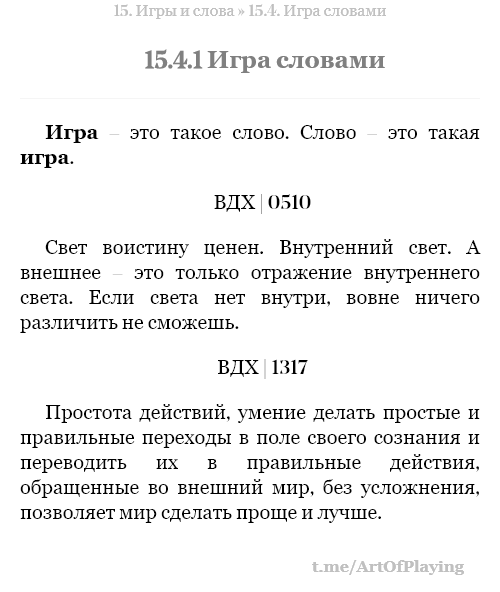 15. Игры и слова » 15.4. Игра словами
15.4.1 Игра словами
Игра – это такое слово. Слово – это такая
игра.
ВДХ | 0510
Свет воистину ценен. Внутренний свет. А
внешнее – это только отражение внутреннего
света. Если света нет внутри, вовне ничего
различить не сможешь.
ВДХ | 1317
Простота действий, умение делать простые и
правильные переходы в поле своего сознания и
переводить их в правильные действия,
обращенные во внешний мир, без усложнения,
позволяет мир сделать проще и лучше.
t.me/ArtOfPlaying